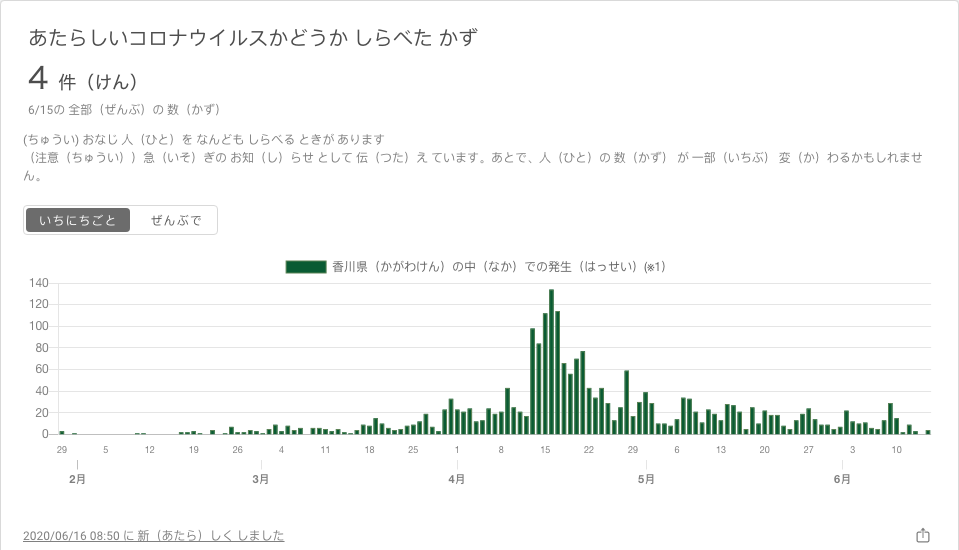 あたらしいコロナウイルスかどうか しらべた かず
4 件（けん）
6/15の 全部（ぜんぶ）の 数（かず）
(ちゅうい) おなじ 人（ひと）を なんども しらべる ときが あります
（注意（ちゅうい））急（いそ）ぎの お知（し）らせ として 伝（つた）え ています。あとで、人（ひと）の 数（かず） が 一部（いちぶ） 変（か）わるかもしれませ
ん。
いちにちごと ぜんぶで
香川県（かがわけん）の中（なか）での発生（はっせい）(※1)
140
120
100
80
60
40
20
0
29 5 12 19 26 4 11 18 25 1 8 15 22 29 6 13 20 27 3 10
2月 3月 4月 5月 6月
2020/06/16 08:50 に 新（あたら）しく しました